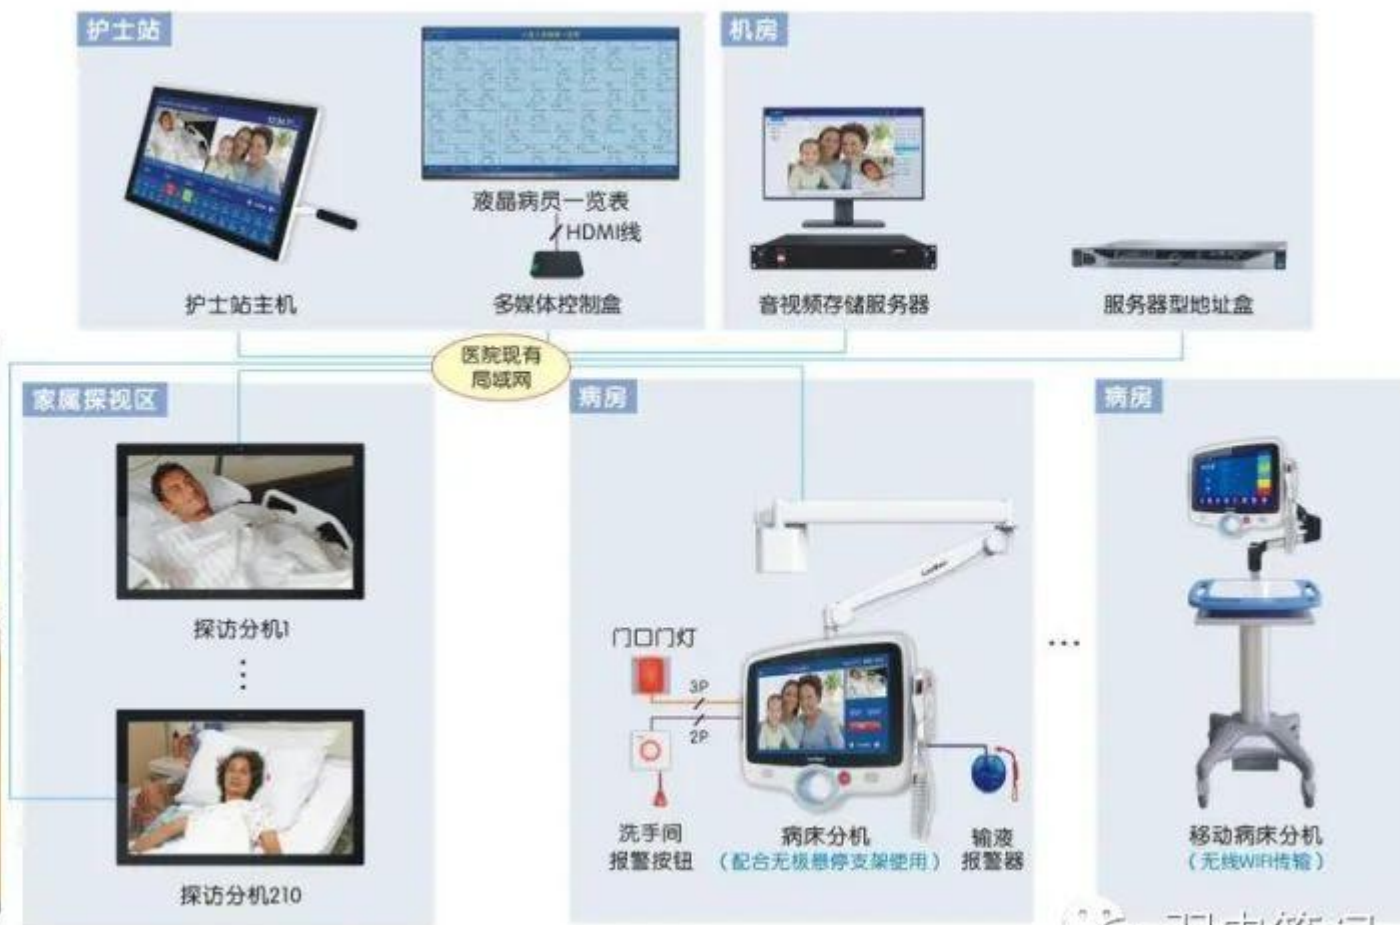 护士站
机房
液晶病员一览表
HDMI线
护士站主机
多媒体控制盒
音视频存储服务器
服务器型地址盒
医院现有
局域网
家属探视区
病房
病房
探访分机1
门口门灯
3P
2P
洗手间
报警按钮
病床分机
(配合无极悬停支架使用)
输液
报警器
移动病床分机
(无线WIFI传输)
探访分机210